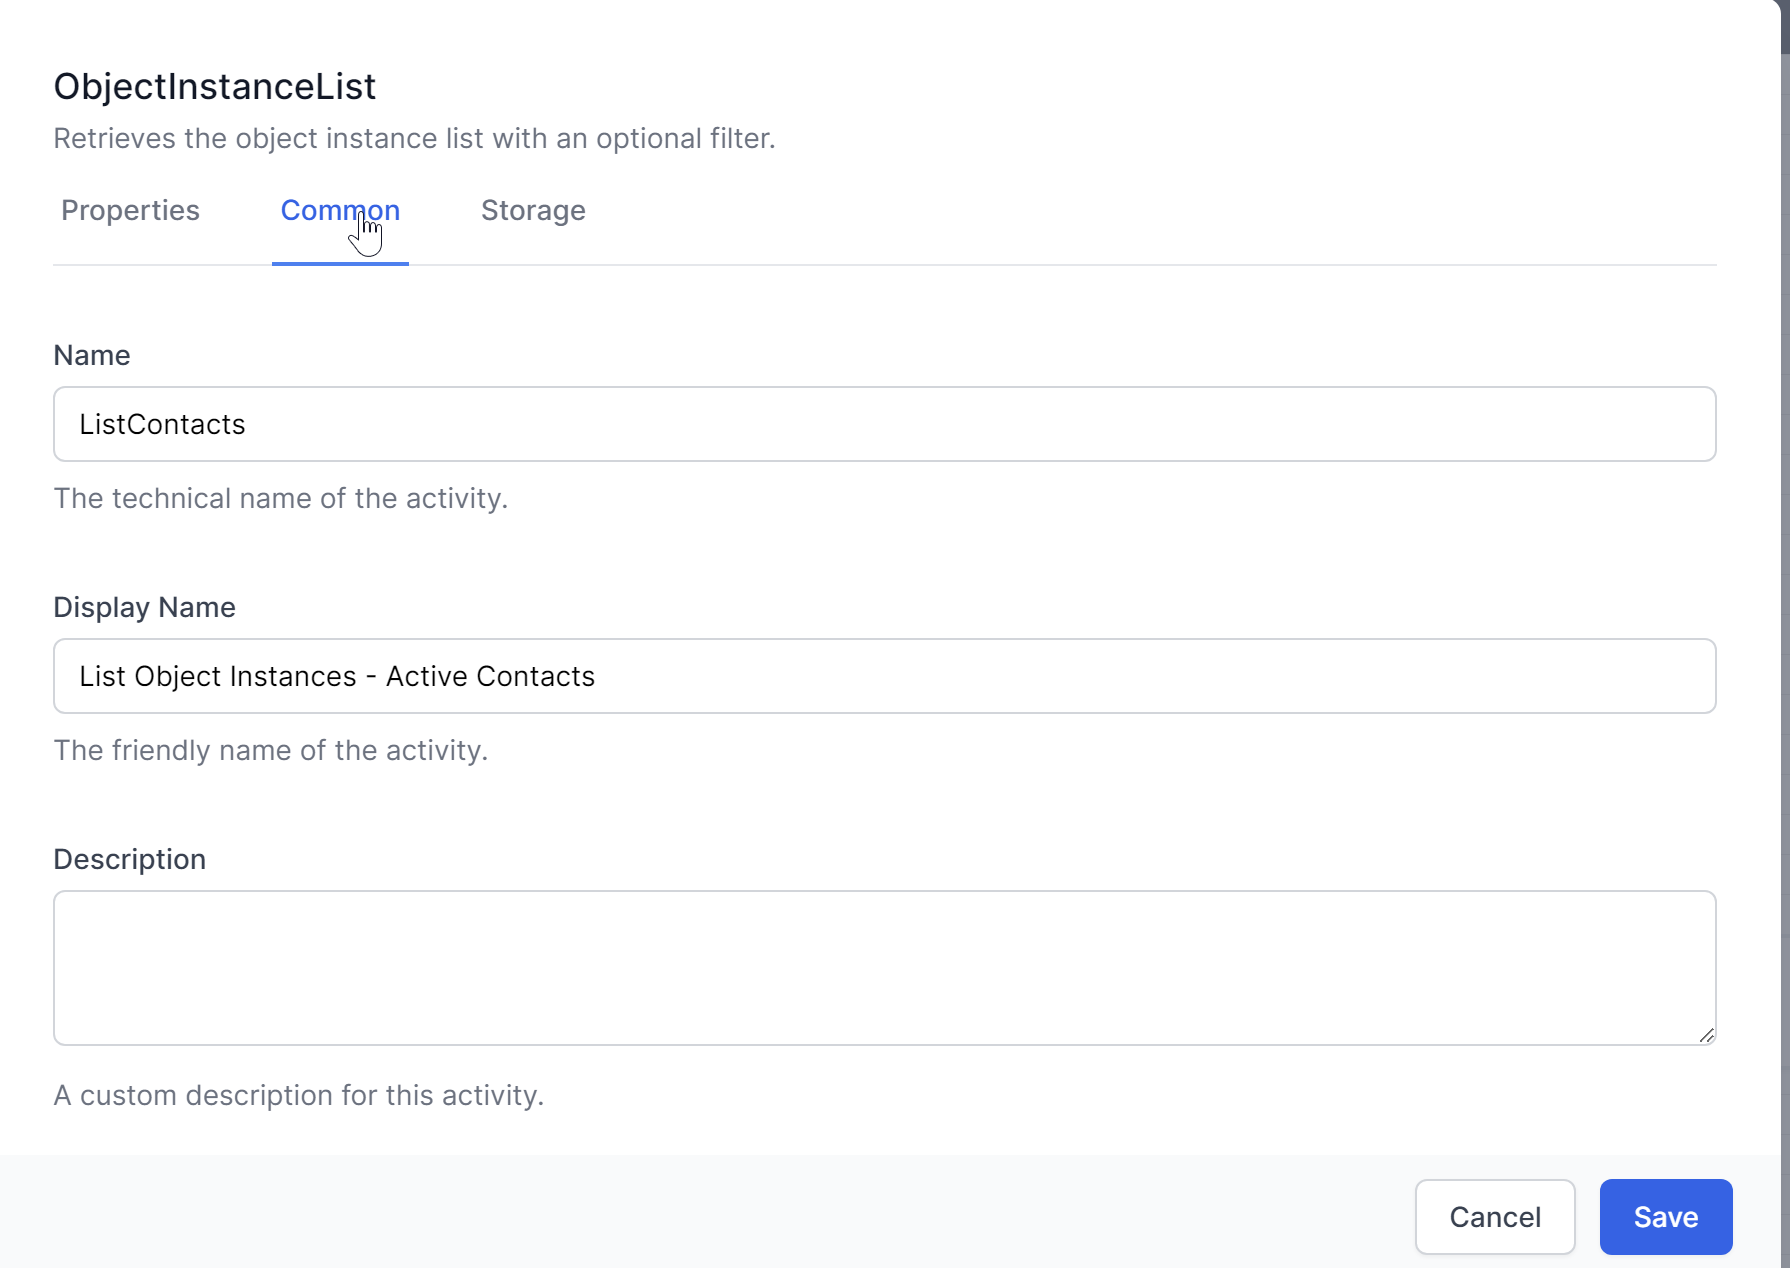 ObjectInstanceList
Retrieves the object instance list with an optional filter.
Properties Common Storage
Name
ListContacts
The technical name of the activity.
Display Name
List Object Instances - Active Contacts
The friendly name of the activity.
Description
A custom description for this activity.
Cancel Save